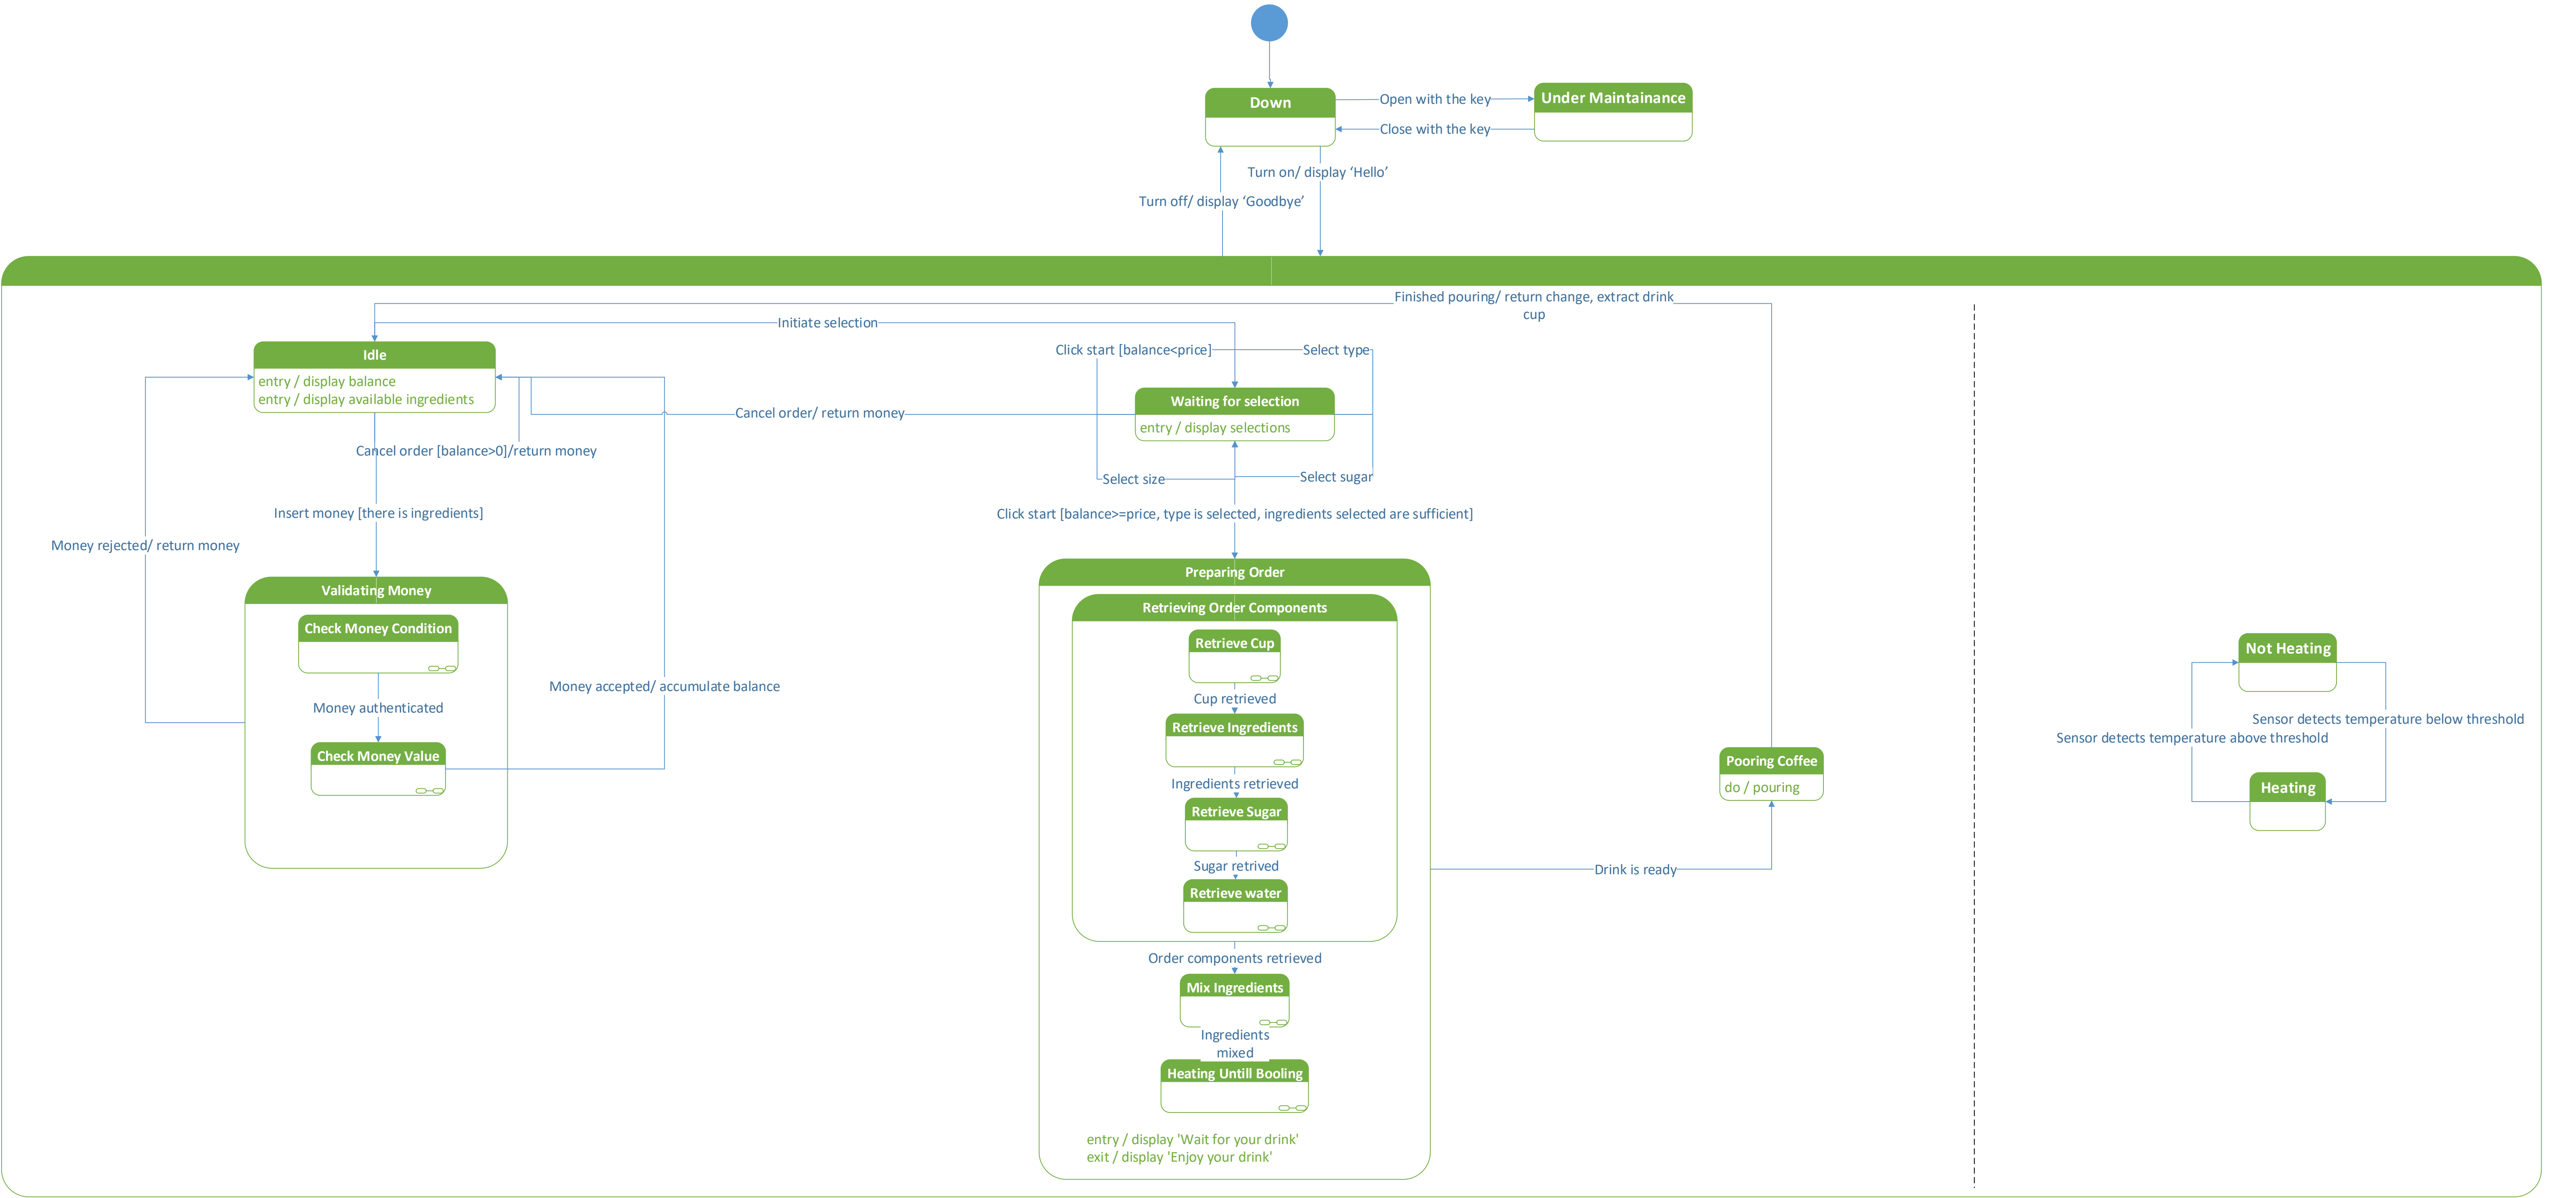 Down
Open with the key
Under Maintainance
Close with the key
Turn on/ display ‘Hello’
Turn off/ display ‘Goodbye’
Finished pouring/ return change, extract drink
cup
Initiate selection
Idle
entry / display balance
entry / display available ingredients
Click start [balance<price]
Select type
Waiting for selection
entry / display selections
Cancel order/ return money
Cancel order [balance>0]/return money
Select size
Select sugar
Insert money [there is ingredients]
Click start [balance>=price, type is selected, ingredients selected are sufficient]
Money rejected/ return money
Validating Money
Check Money Condition
Money authenticated
Check Money Value
Money accepted/ accumulate balance
Preparing Order
Retrieving Order Components
Retrieve Cup
Cup retrieved
Retrieve Ingredients
Ingredients retrieved
Retrieve Sugar
Sugar retrived
Retrieve water
Order components retrieved
Mix Ingredients
Ingredients
mixed
Heating Untill Booling
entry / display 'Wait for your drink'
exit / display 'Enjoy your drink'
Drink is ready
Pooring Coffee
do / pouring
Not Heating
Sensor detects temperature below threshold
Sensor detects temperature above threshold
Heating